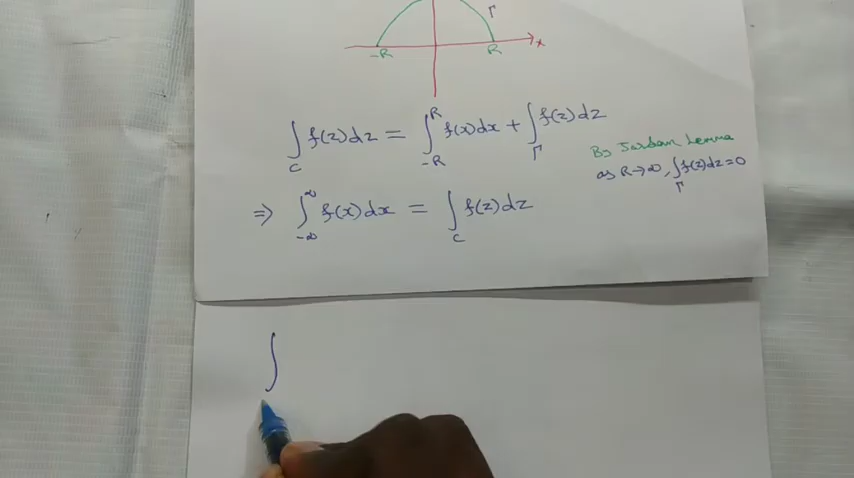 Γ
-R R x
∫_C f(z)dz = ∫_{-R}^{R} f(x)dx + ∫_Γ f(z)dz
By Jordan Lemma
as R→∞, ∫_Γ f(z)dz=0
⇒ ∫_{-∞}^{∞} f(x)dx = ∫_C f(z)dz
∫